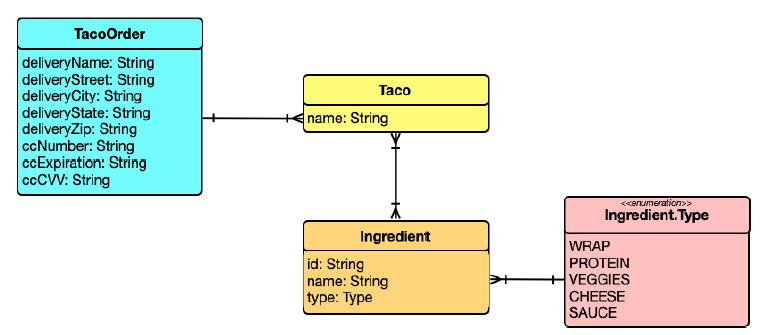 TacoOrder
deliveryName: String
deliveryStreet: String
deliveryCity: String
deliveryState: String
deliveryZip: String
ccNumber: String
ccExpiration: String
ccCVV: String
Taco
name: String
Ingredient
id: String
name: String
type: Type
<<enumeration>>
Ingredient.Type
WRAP
PROTEIN
VEGGIES
CHEESE
SAUCE